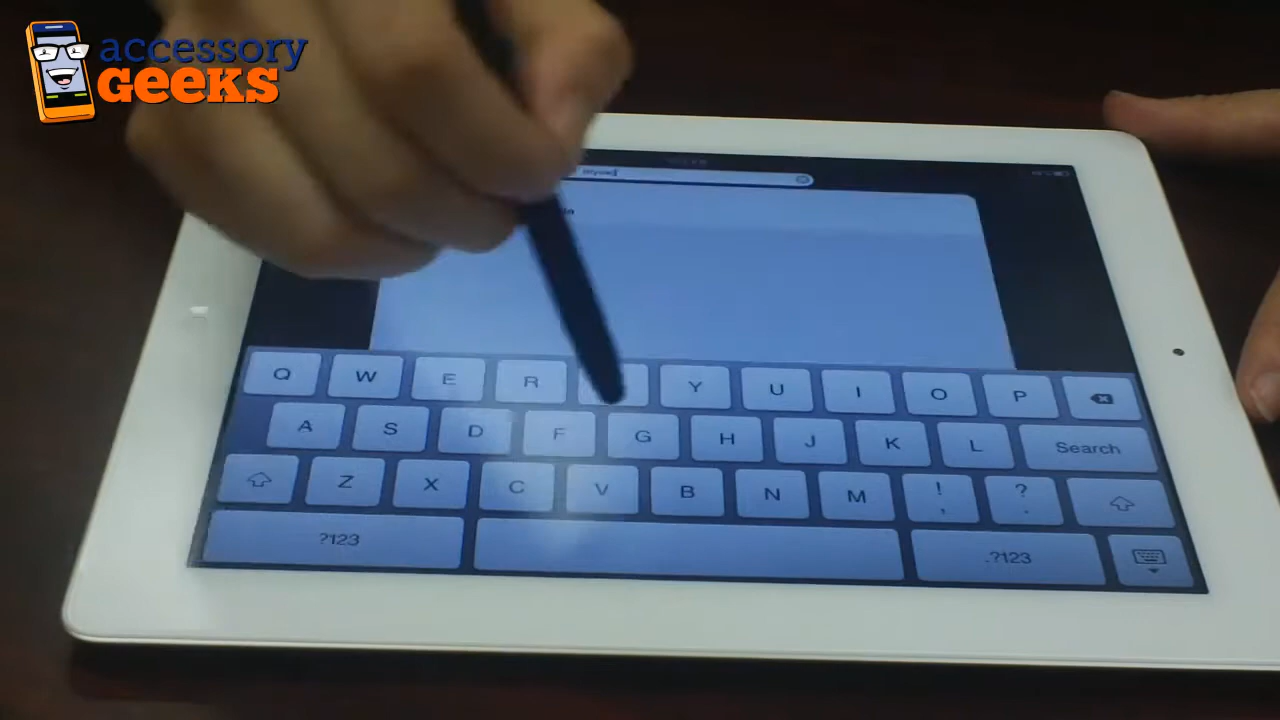 accessory
GEEKS
Q W E R Y U I O P
A S D F G H J K L Search
Z X C V B N M ! , ? .
?123 .?123